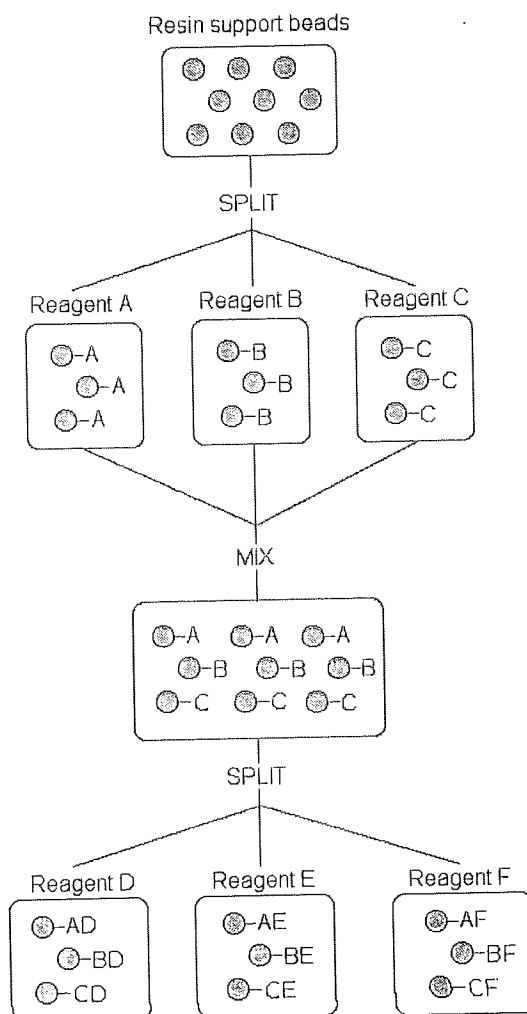 Resin support beads
SPLIT
Reagent A Reagent B Reagent C
A B C
A B C
A B C
MIX
A A A
B B B
C C C
SPLIT
Reagent D Reagent E Reagent F
AD AE AF
BD BE BF
CD CE CF